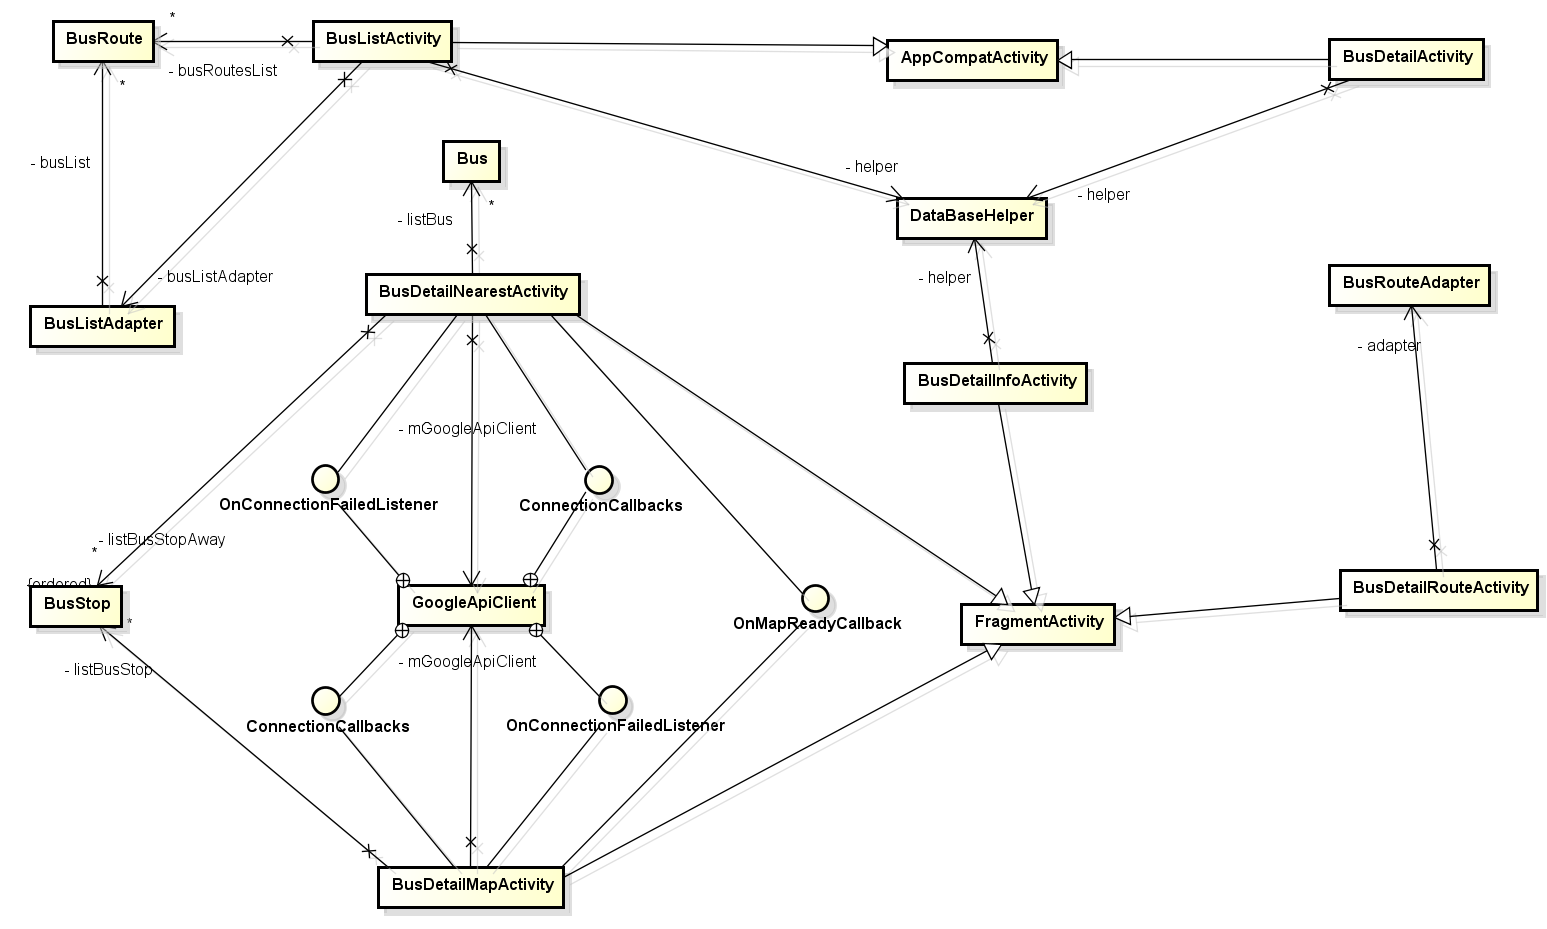 *
BusRoute
BusListActivity
AppCompatActivity
BusDetailActivity
- busRoutesList
*
- busList
Bus
- helper
- helper
*
- listBus
DataBaseHelper
- busListAdapter
- helper
BusRouteAdapter
BusDetailNearestActivity
BusListAdapter
- adapter
BusDetailInfoActivity
- mGoogleApiClient
OnConnectionFailedListener
ConnectionCallbacks
- listBusStopAway
*
{ordered}
BusStop
GoogleApiClient
BusDetailRouteActivity
*
OnMapReadyCallback
FragmentActivity
- listBusStop
- mGoogleApiClient
ConnectionCallbacks
OnConnectionFailedListener
BusDetailMapActivity